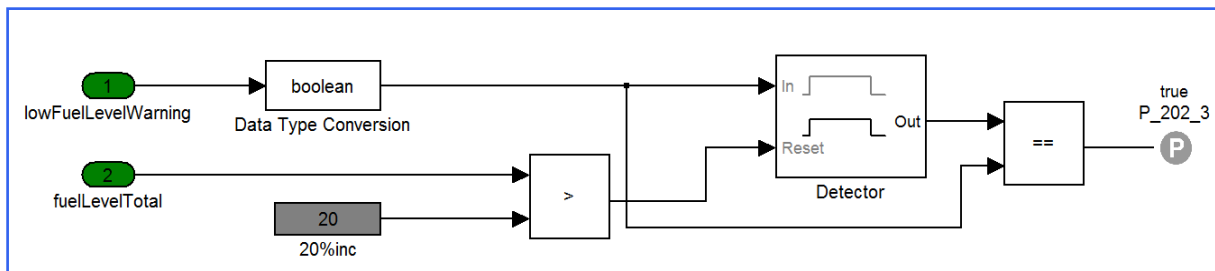 1
lowFuelLevelWarning
boolean
Data Type Conversion
2
fuelLevelTotal
20
20%inc
>
In
Reset
Out
Detector
==
true
P_202_3
P